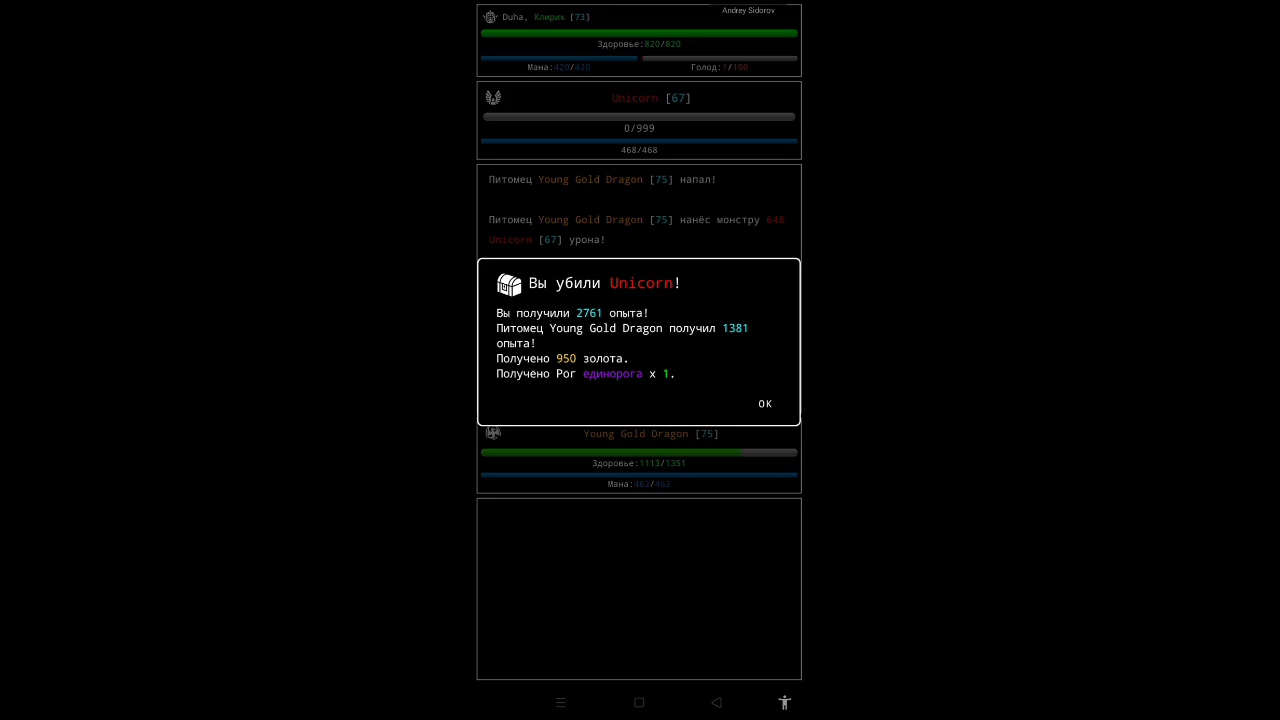 Andrey Sidorov
Duha, Клирик [73]
Здоровье:820/820
Мана:420/420 Голод:1/100
Unicorn [67]
0/999
468/468
Питомец Young Gold Dragon [75] напал!
Питомец Young Gold Dragon [75] нанёс монстру 648
Unicorn [67] урона!
Вы убили Unicorn!
Вы получили 2761 опыта!
Питомец Young Gold Dragon получил 1381
опыта!
Получено 950 золота.
Получено Рог единорога x 1.
OK
Young Gold Dragon [75]
Здоровье:1113/1351
Мана:462/462